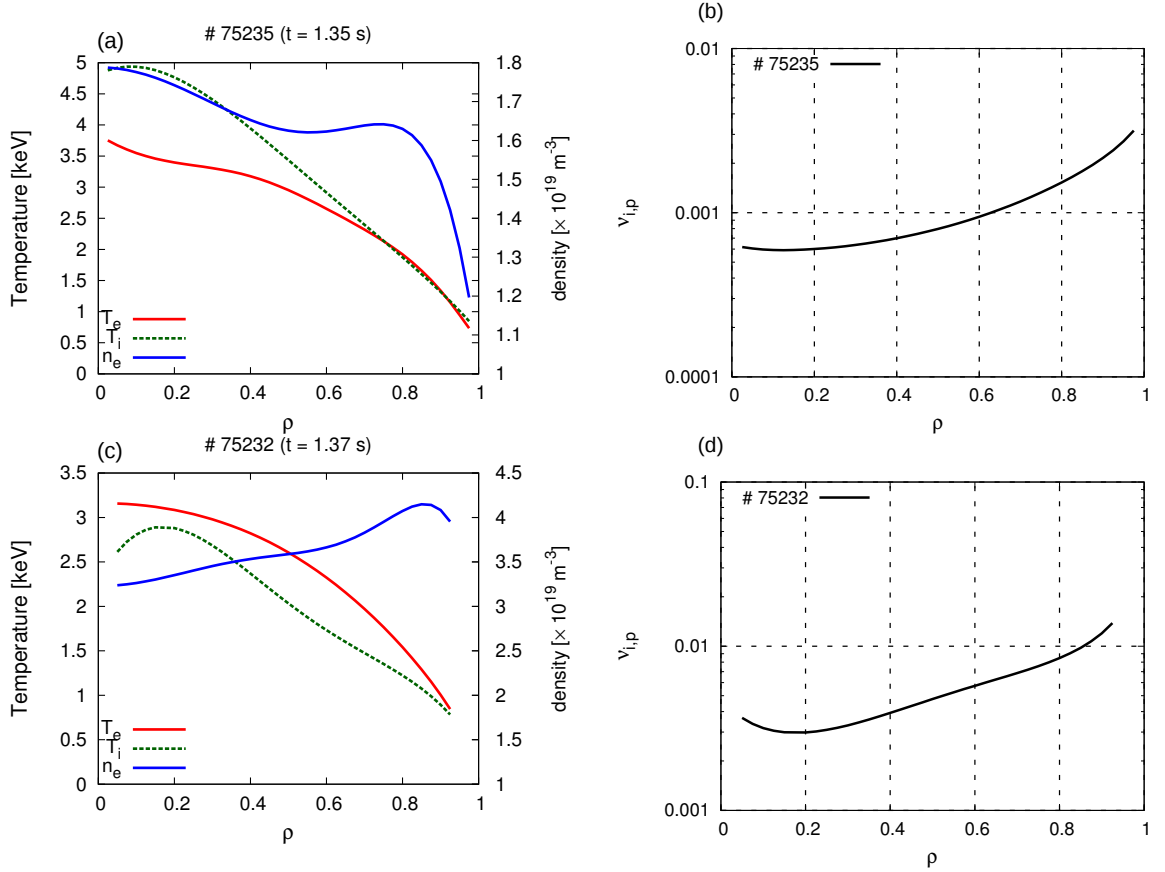 (a)
# 75235 (t = 1.35 s)
Temperature [keV]
5
4.5
4
3.5
3
2.5
2
1.5
1
0.5
0
T_e
T_i
n_e
1.8
1.7
1.6
1.5
1.4
1.3
1.2
1.1
1
density [× 10^19 m^-3]
0 0.2 0.4 0.6 0.8 1
ρ
(b)
# 75235
ν_i,p
0.01
0.001
0.0001
0 0.2 0.4 0.6 0.8 1
ρ
(c)
# 75232 (t = 1.37 s)
Temperature [keV]
3.5
3
2.5
2
1.5
1
0.5
0
T_e
T_i
n_e
4.5
4
3.5
3
2.5
2
1.5
1
density [× 10^19 m^-3]
0 0.2 0.4 0.6 0.8 1
ρ
(d)
# 75232
ν_i,p
0.1
0.01
0.001
0 0.2 0.4 0.6 0.8 1
ρ